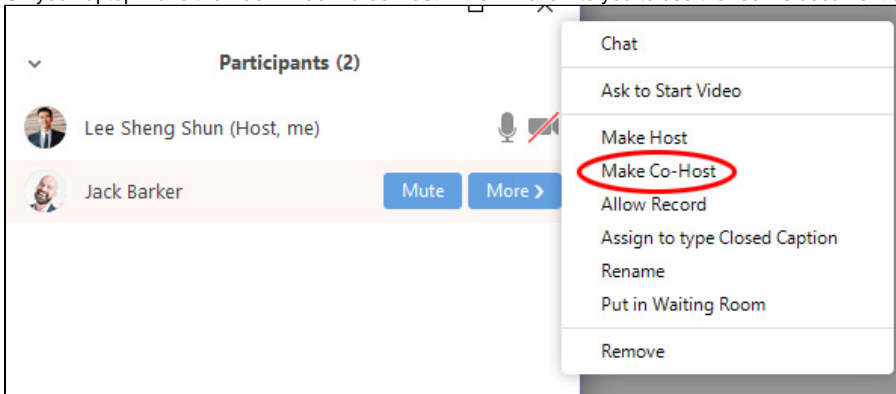 Participants (2)
Lee Sheng Shun (Host, me)
Jack Barker
Mute
More
Chat
Ask to Start Video
Make Host
Make Co-Host
Allow Record
Assign to type Closed Caption
Rename
Put in Waiting Room
Remove